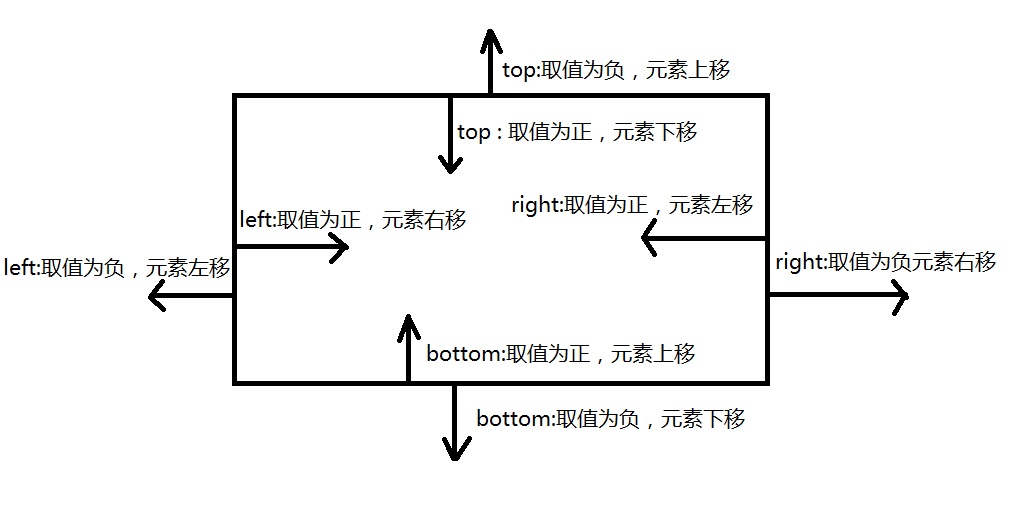 top:取值为负，元素上移
top : 取值为正，元素下移
right:取值为正，元素左移
left:取值为正，元素右移
left:取值为负，元素左移
right:取值为负元素右移
bottom:取值为正，元素上移
bottom:取值为负，元素下移